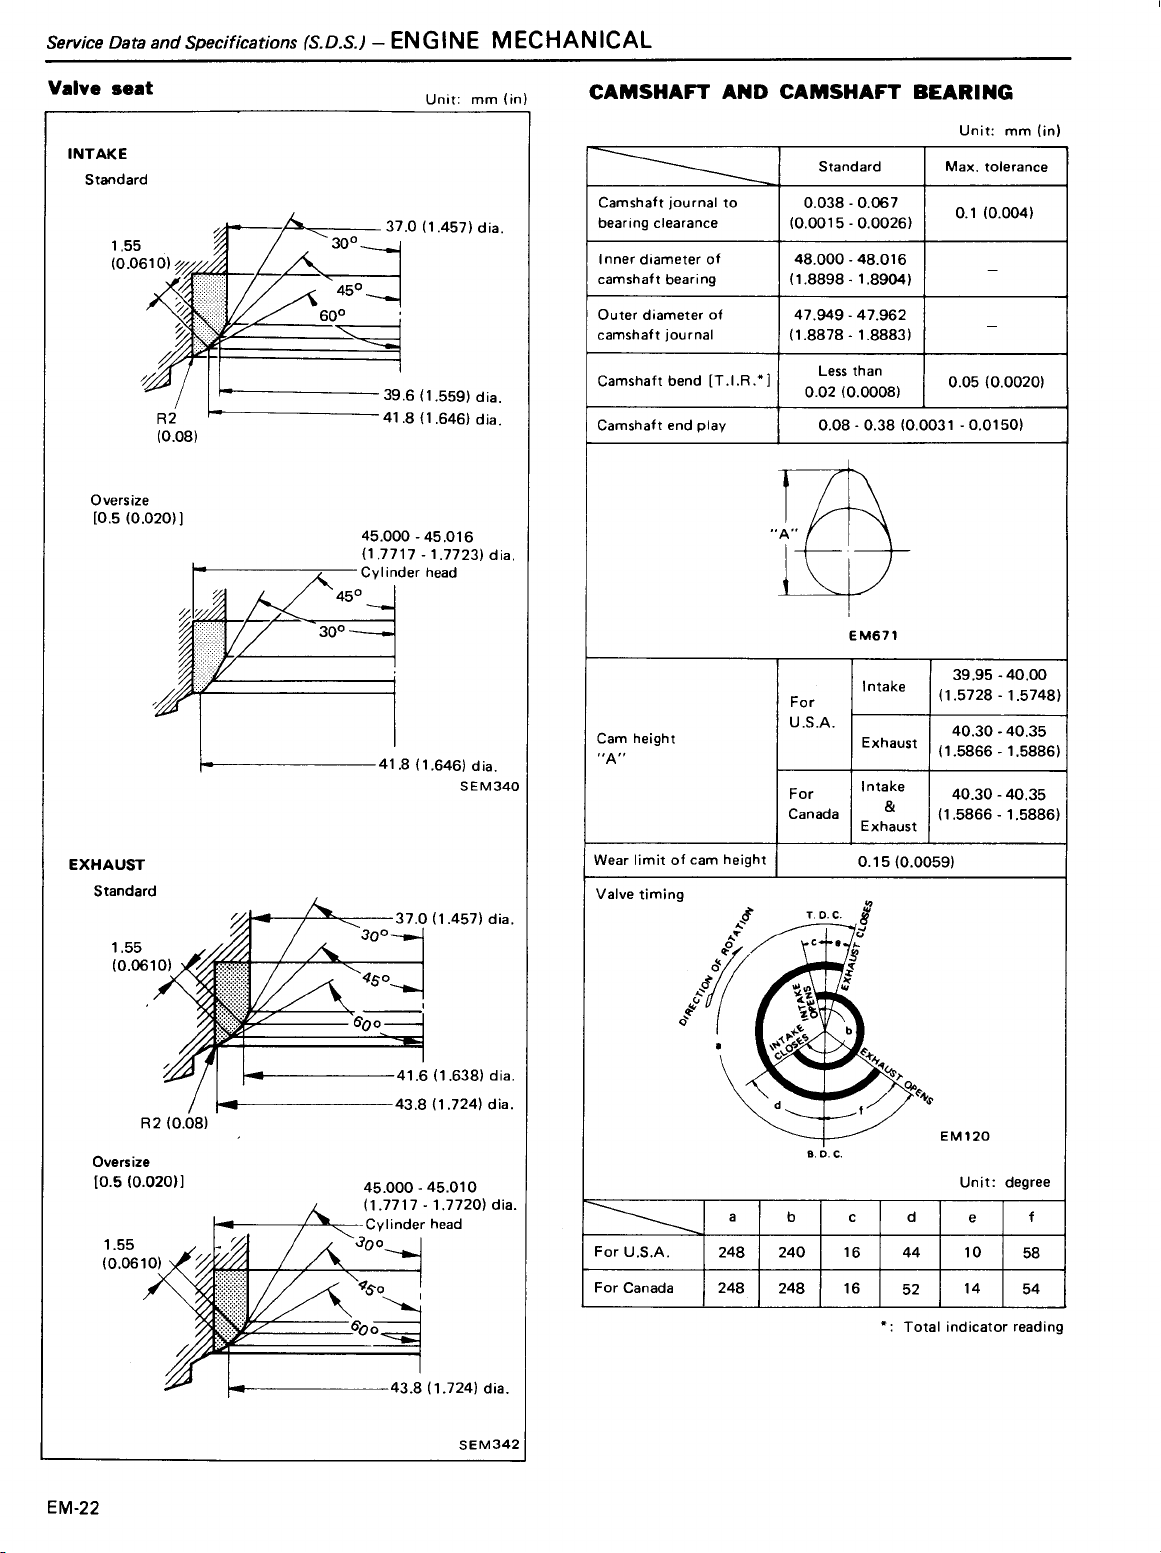 Service Data and Specifications (S.D.S.) – ENGINE MECHANICAL
Valve seat
Unit: mm (in)
INTAKE
Standard
37.0 (1.457) dia.
30°
1.55
(0.0610)
45°
60°
39.6 (1.559) dia.
R2
(0.08)
41.8 (1.646) dia.
Oversize
[0.5 (0.020)]
45.000 - 45.016
(1.7717 - 1.7723) dia.
Cylinder head
45°
30°
41.8 (1.646) dia.
SEM340
EXHAUST
Standard
37.0 (1.457) dia.
30°
1.55
(0.0610)
45°
60°
41.6 (1.638) dia.
43.8 (1.724) dia.
R2 (0.08)
Oversize
[0.5 (0.020)]
45.000 - 45.010
(1.7717 - 1.7720) dia.
Cylinder head
30°
1.55
(0.0610)
45°
60°
43.8 (1.724) dia.
SEM342
CAMSHAFT AND CAMSHAFT BEARING
Unit: mm (in)
Standard Max. tolerance
Camshaft journal to bearing clearance 0.038 - 0.067 (0.0015 - 0.0026) 0.1 (0.004)
Inner diameter of camshaft bearing 48.000 - 48.016 (1.8898 - 1.8904) –
Outer diameter of camshaft journal 47.949 - 47.962 (1.8878 - 1.8883) –
Camshaft bend [T.I.R.*] Less than 0.02 (0.0008) 0.05 (0.0020)
Camshaft end play 0.08 - 0.38 (0.0031 - 0.0150)
"A"
EM671
Cam height "A"
For U.S.A. Intake 39.95 - 40.00 (1.5728 - 1.5748)
Exhaust 40.30 - 40.35 (1.5866 - 1.5886)
For Canada Intake & Exhaust 40.30 - 40.35 (1.5866 - 1.5886)
Wear limit of cam height 0.15 (0.0059)
Valve timing
T.D.C.
DIRECTION OF ROTATION
EXHAUST CLOSES
c e
INTAKE OPENS
a
b
INTAKE CLOSES
EXHAUST OPENS
d f
B.D.C.
EM120
Unit: degree
a b c d e f
For U.S.A. 248 240 16 44 10 58
For Canada 248 248 16 52 14 54
*: Total indicator reading
EM-22